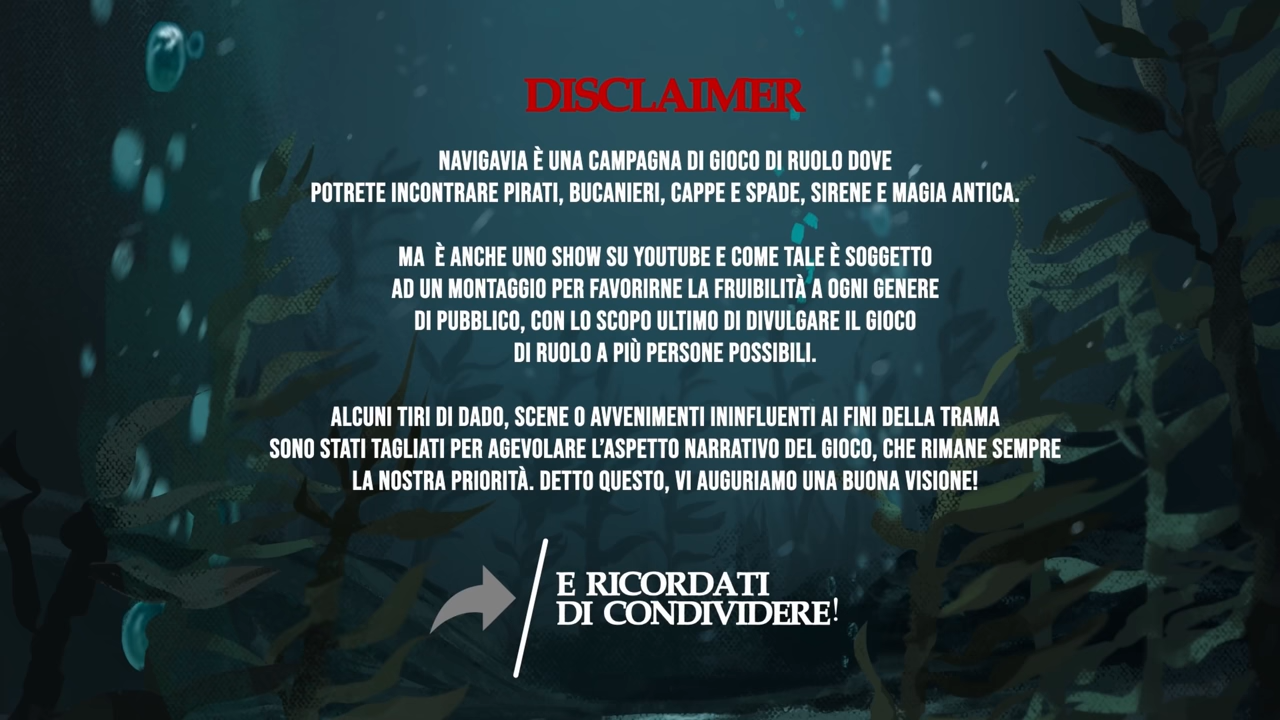 DISCLAIMER
NAVIGAVIA È UNA CAMPAGNA DI GIOCO DI RUOLO DOVE
POTRETE INCONTRARE PIRATI, BUCANIERI, CAPPE E SPADE, SIRENE E MAGIA ANTICA.
MA È ANCHE UNO SHOW SU YOUTUBE E COME TALE È SOGGETTO
AD UN MONTAGGIO PER FAVORIRNE LA FRUIBILITÀ A OGNI GENERE
DI PUBBLICO, CON LO SCOPO ULTIMO DI DIVULGARE IL GIOCO
DI RUOLO A PIÙ PERSONE POSSIBILI.
ALCUNI TIRI DI DADO, SCENE O AVVENIMENTI ININFLUENTI AI FINI DELLA TRAMA
SONO STATI TAGLIATI PER AGEVOLARE L'ASPETTO NARRATIVO DEL GIOCO, CHE RIMANE SEMPRE
LA NOSTRA PRIORITÀ. DETTO QUESTO, VI AUGURIAMO UNA BUONA VISIONE!
E RICORDATI
DI CONDIVIDERE!